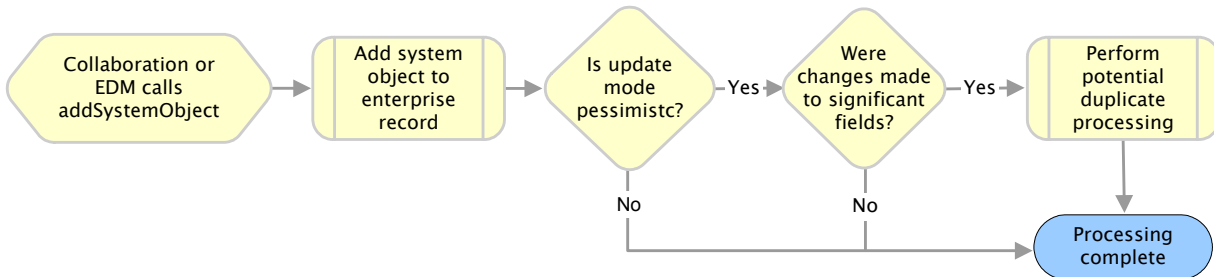 Collaboration or
EDM calls
addSystemObject
Add system
object to
enterprise
record
Is update
mode
pessimistc?
Yes
Were
changes made
to significant
fields?
Yes
Perform
potential
duplicate
processing
No
No
Processing
complete